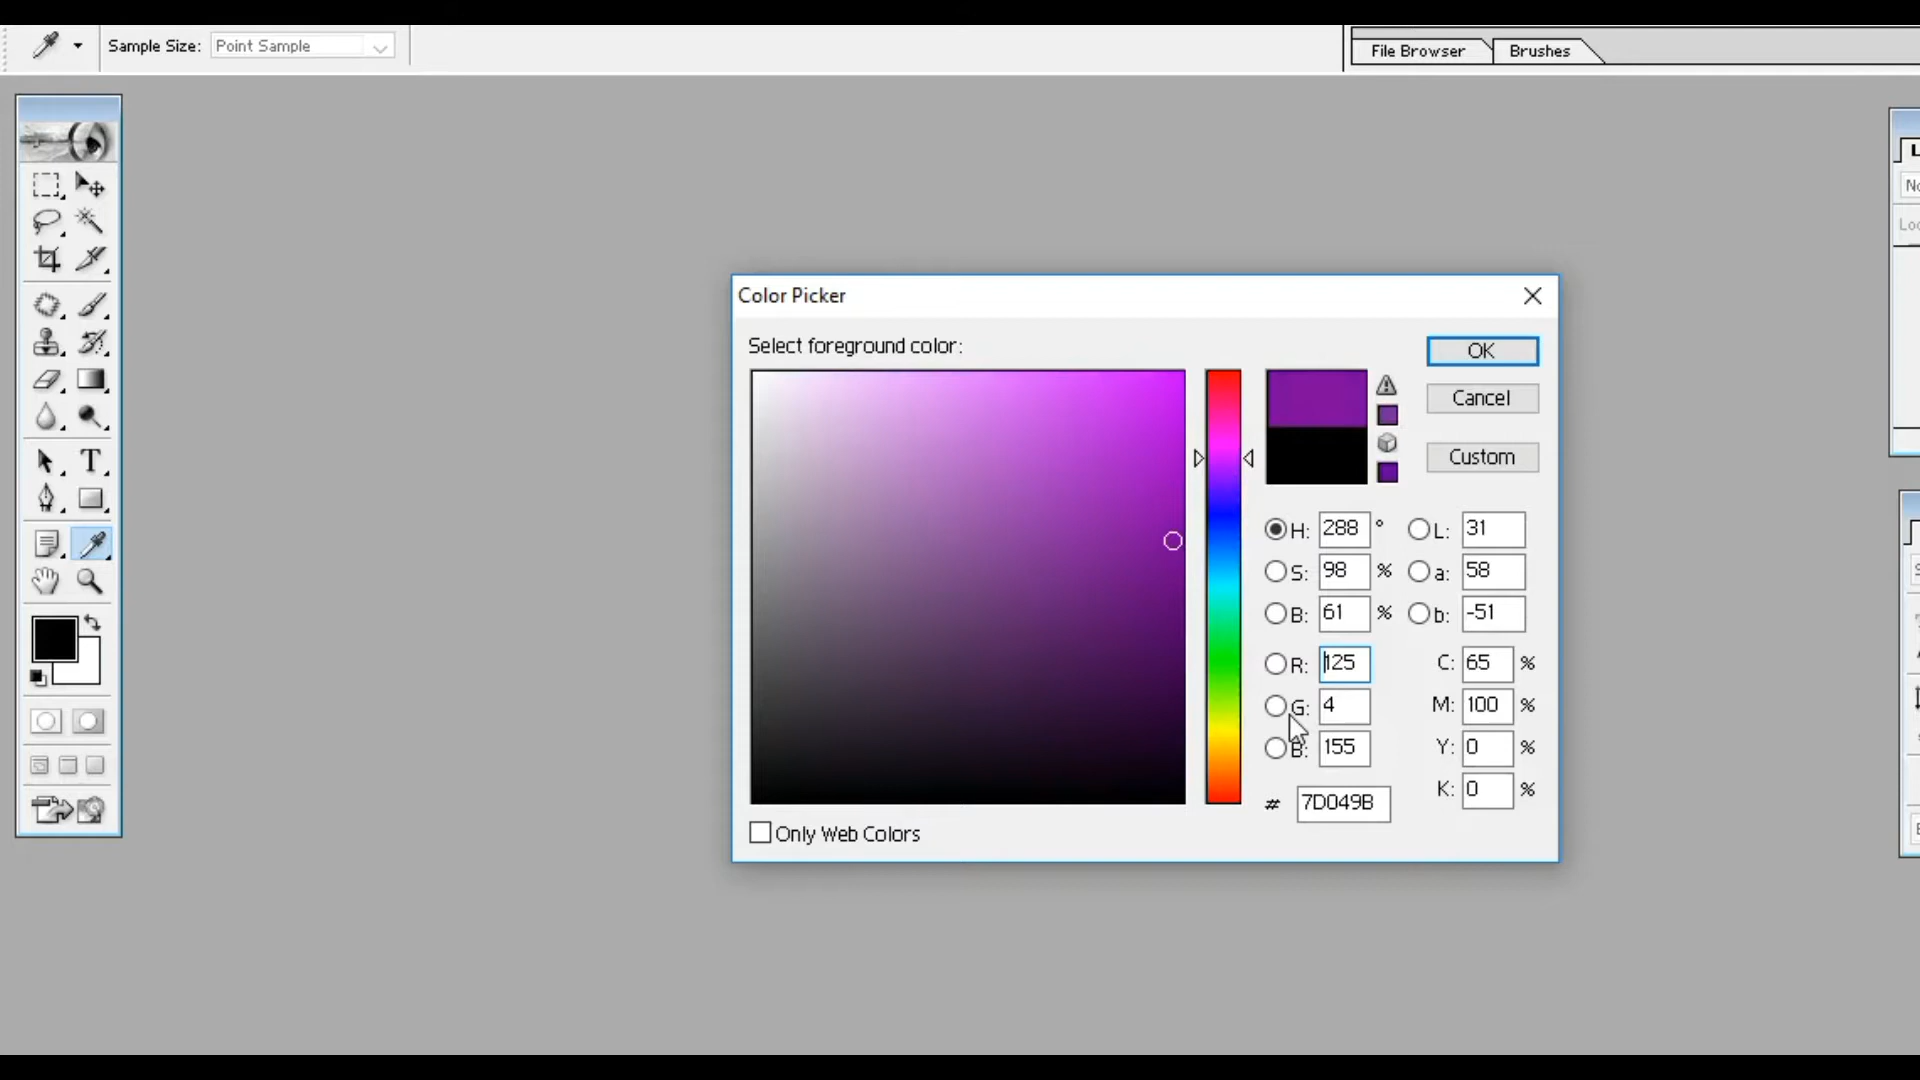 Sample Size: Point Sample
File Browser Brushes
Color Picker
Select foreground color:
OK
Cancel
Custom
H: 288 ° L: 31
S: 98 % a: 58
B: 61 % b: -51
R: 125 C: 65 %
G: 4 M: 100 %
B: 155 Y: 0 %
# 7D049B K: 0 %
Only Web Colors
T